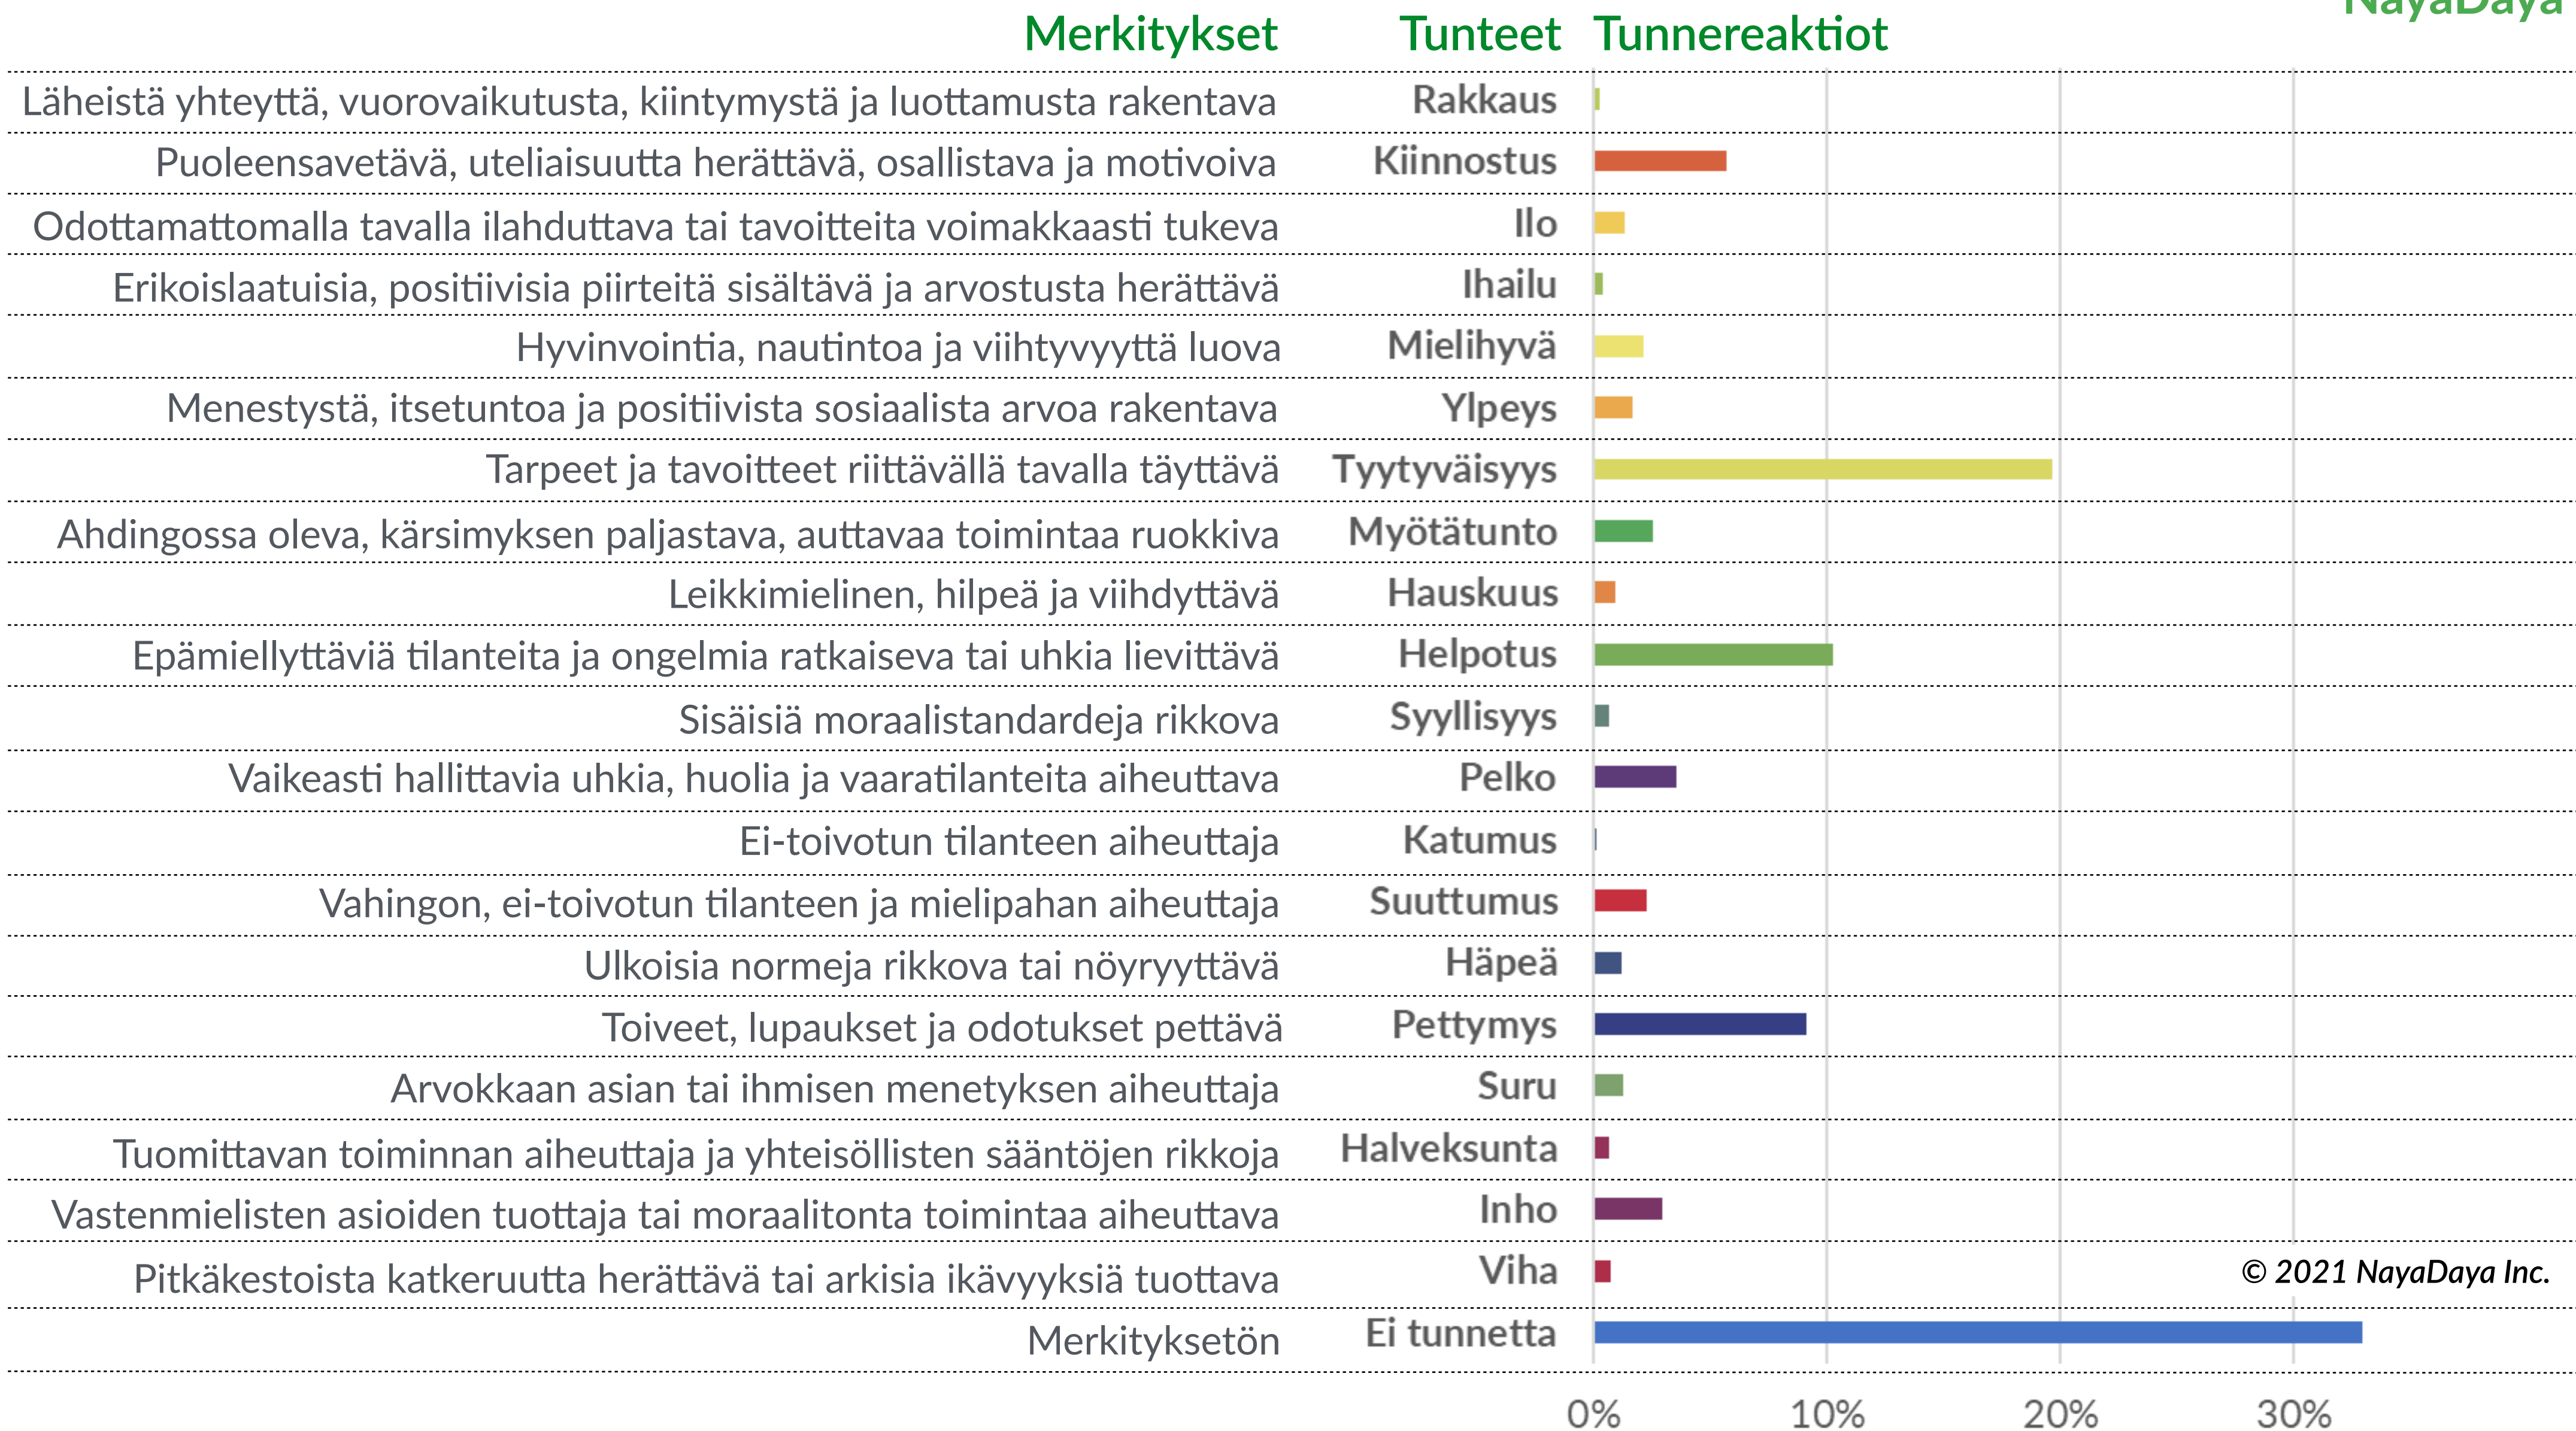 NayaDaya
Merkitykset Tunteet Tunnereaktiot
Läheistä yhteyttä, vuorovaikutusta, kiintymystä ja luottamusta rakentava Rakkaus
Puoleensavetävä, uteliaisuutta herättävä, osallistava ja motivoiva Kiinnostus
Odottamattomalla tavalla ilahduttava tai tavoitteita voimakkaasti tukeva Ilo
Erikoislaatuisia, positiivisia piirteitä sisältävä ja arvostusta herättävä Ihailu
Hyvinvointia, nautintoa ja viihtyvyyttä luova Mielihyvä
Menestystä, itsetuntoa ja positiivista sosiaalista arvoa rakentava Ylpeys
Tarpeet ja tavoitteet riittävällä tavalla täyttävä Tyytyväisyys
Ahdingossa oleva, kärsimyksen paljastava, auttavaa toimintaa ruokkiva Myötätunto
Leikkimielinen, hilpeä ja viihdyttävä Hauskuus
Epämiellyttäviä tilanteita ja ongelmia ratkaiseva tai uhkia lievittävä Helpotus
Sisäisiä moraalistandardeja rikkova Syyllisyys
Vaikeasti hallittavia uhkia, huolia ja vaaratilanteita aiheuttava Pelko
Ei-toivotun tilanteen aiheuttaja Katumus
Vahingon, ei-toivotun tilanteen ja mielipahan aiheuttaja Suuttumus
Ulkoisia normeja rikkova tai nöyryyttävä Häpeä
Toiveet, lupaukset ja odotukset pettävä Pettymys
Arvokkaan asian tai ihmisen menetyksen aiheuttaja Suru
Tuomittavan toiminnan aiheuttaja ja yhteisöllisten sääntöjen rikkoja Halveksunta
Vastenmielisten asioiden tuottaja tai moraalitonta toimintaa aiheuttava Inho
Pitkäkestoista katkeruutta herättävä tai arkisia ikävyyksiä tuottava Viha
© 2021 NayaDaya Inc.
Merkityksetön Ei tunnetta
0% 10% 20% 30%